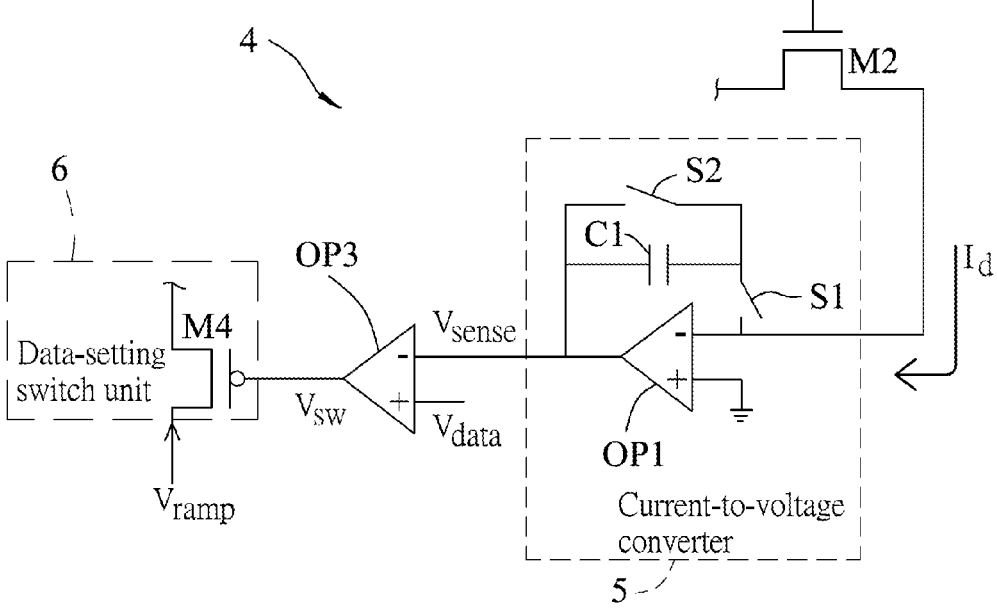 4
M2
6
S2
C1
OP3
I_d
S1
M4
V_sense
Data-setting
switch unit
-
-
+
+
V_sw
V_data
OP1
V_ramp
Current-to-voltage
converter
5